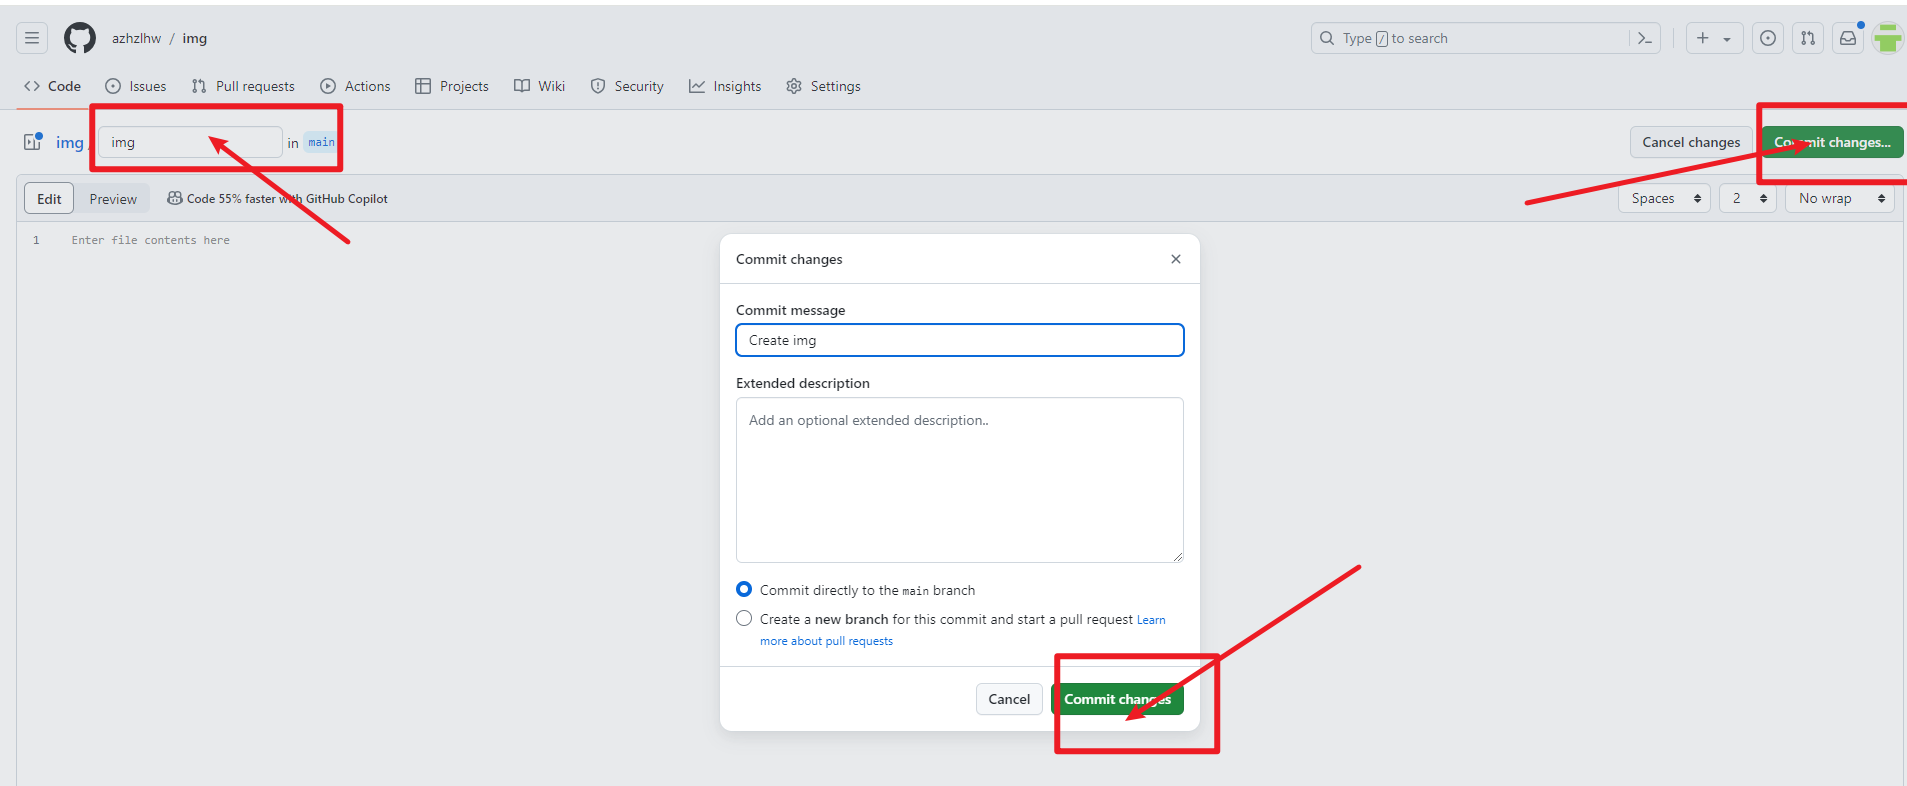 azhzlhw / img
Type / to search
Code Issues Pull requests Actions Projects Wiki Security Insights Settings
img / img in main
Cancel changes Commit changes...
Edit Preview Code 55% faster with GitHub Copilot
Spaces 2 No wrap
1 Enter file contents here
Commit changes
Commit message
Create img
Extended description
Add an optional extended description..
Commit directly to the main branch
Create a new branch for this commit and start a pull request Learn
more about pull requests
Cancel Commit changes